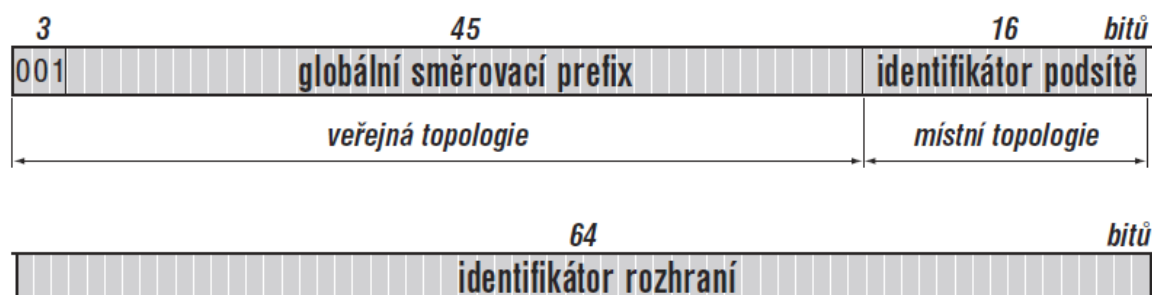 3 45 16 bitů
001 globální směrovací prefix identifikátor podsítě
veřejná topologie místní topologie
64 bitů
identifikátor rozhraní